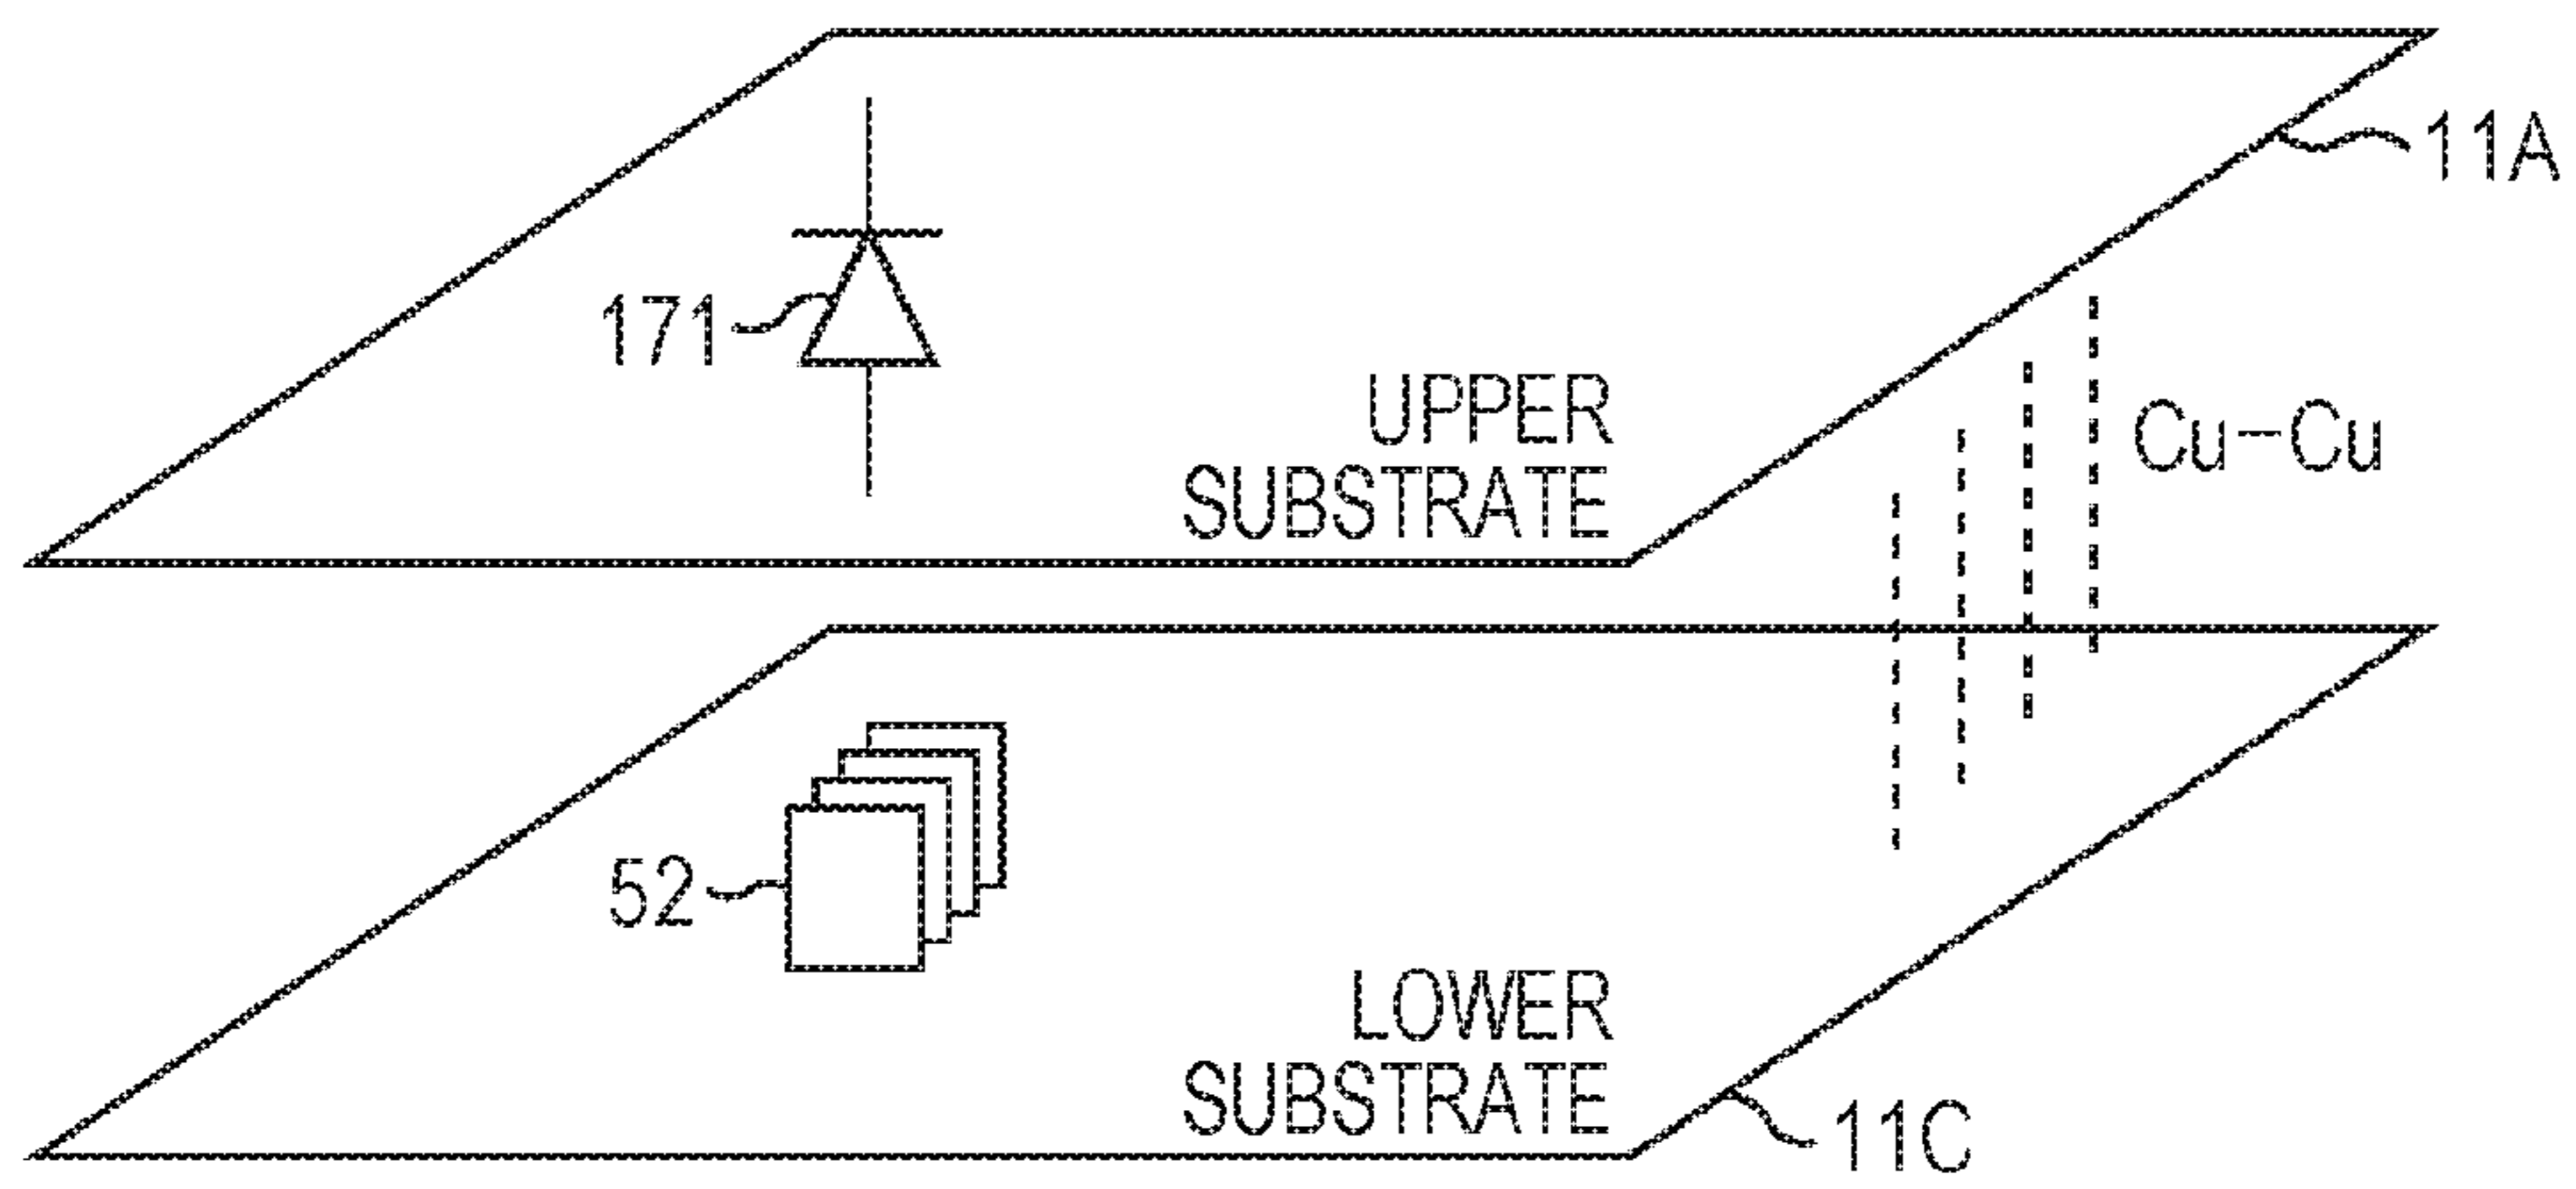 11A
171
UPPER
SUBSTRATE
Cu-Cu
52
LOWER
SUBSTRATE
11C